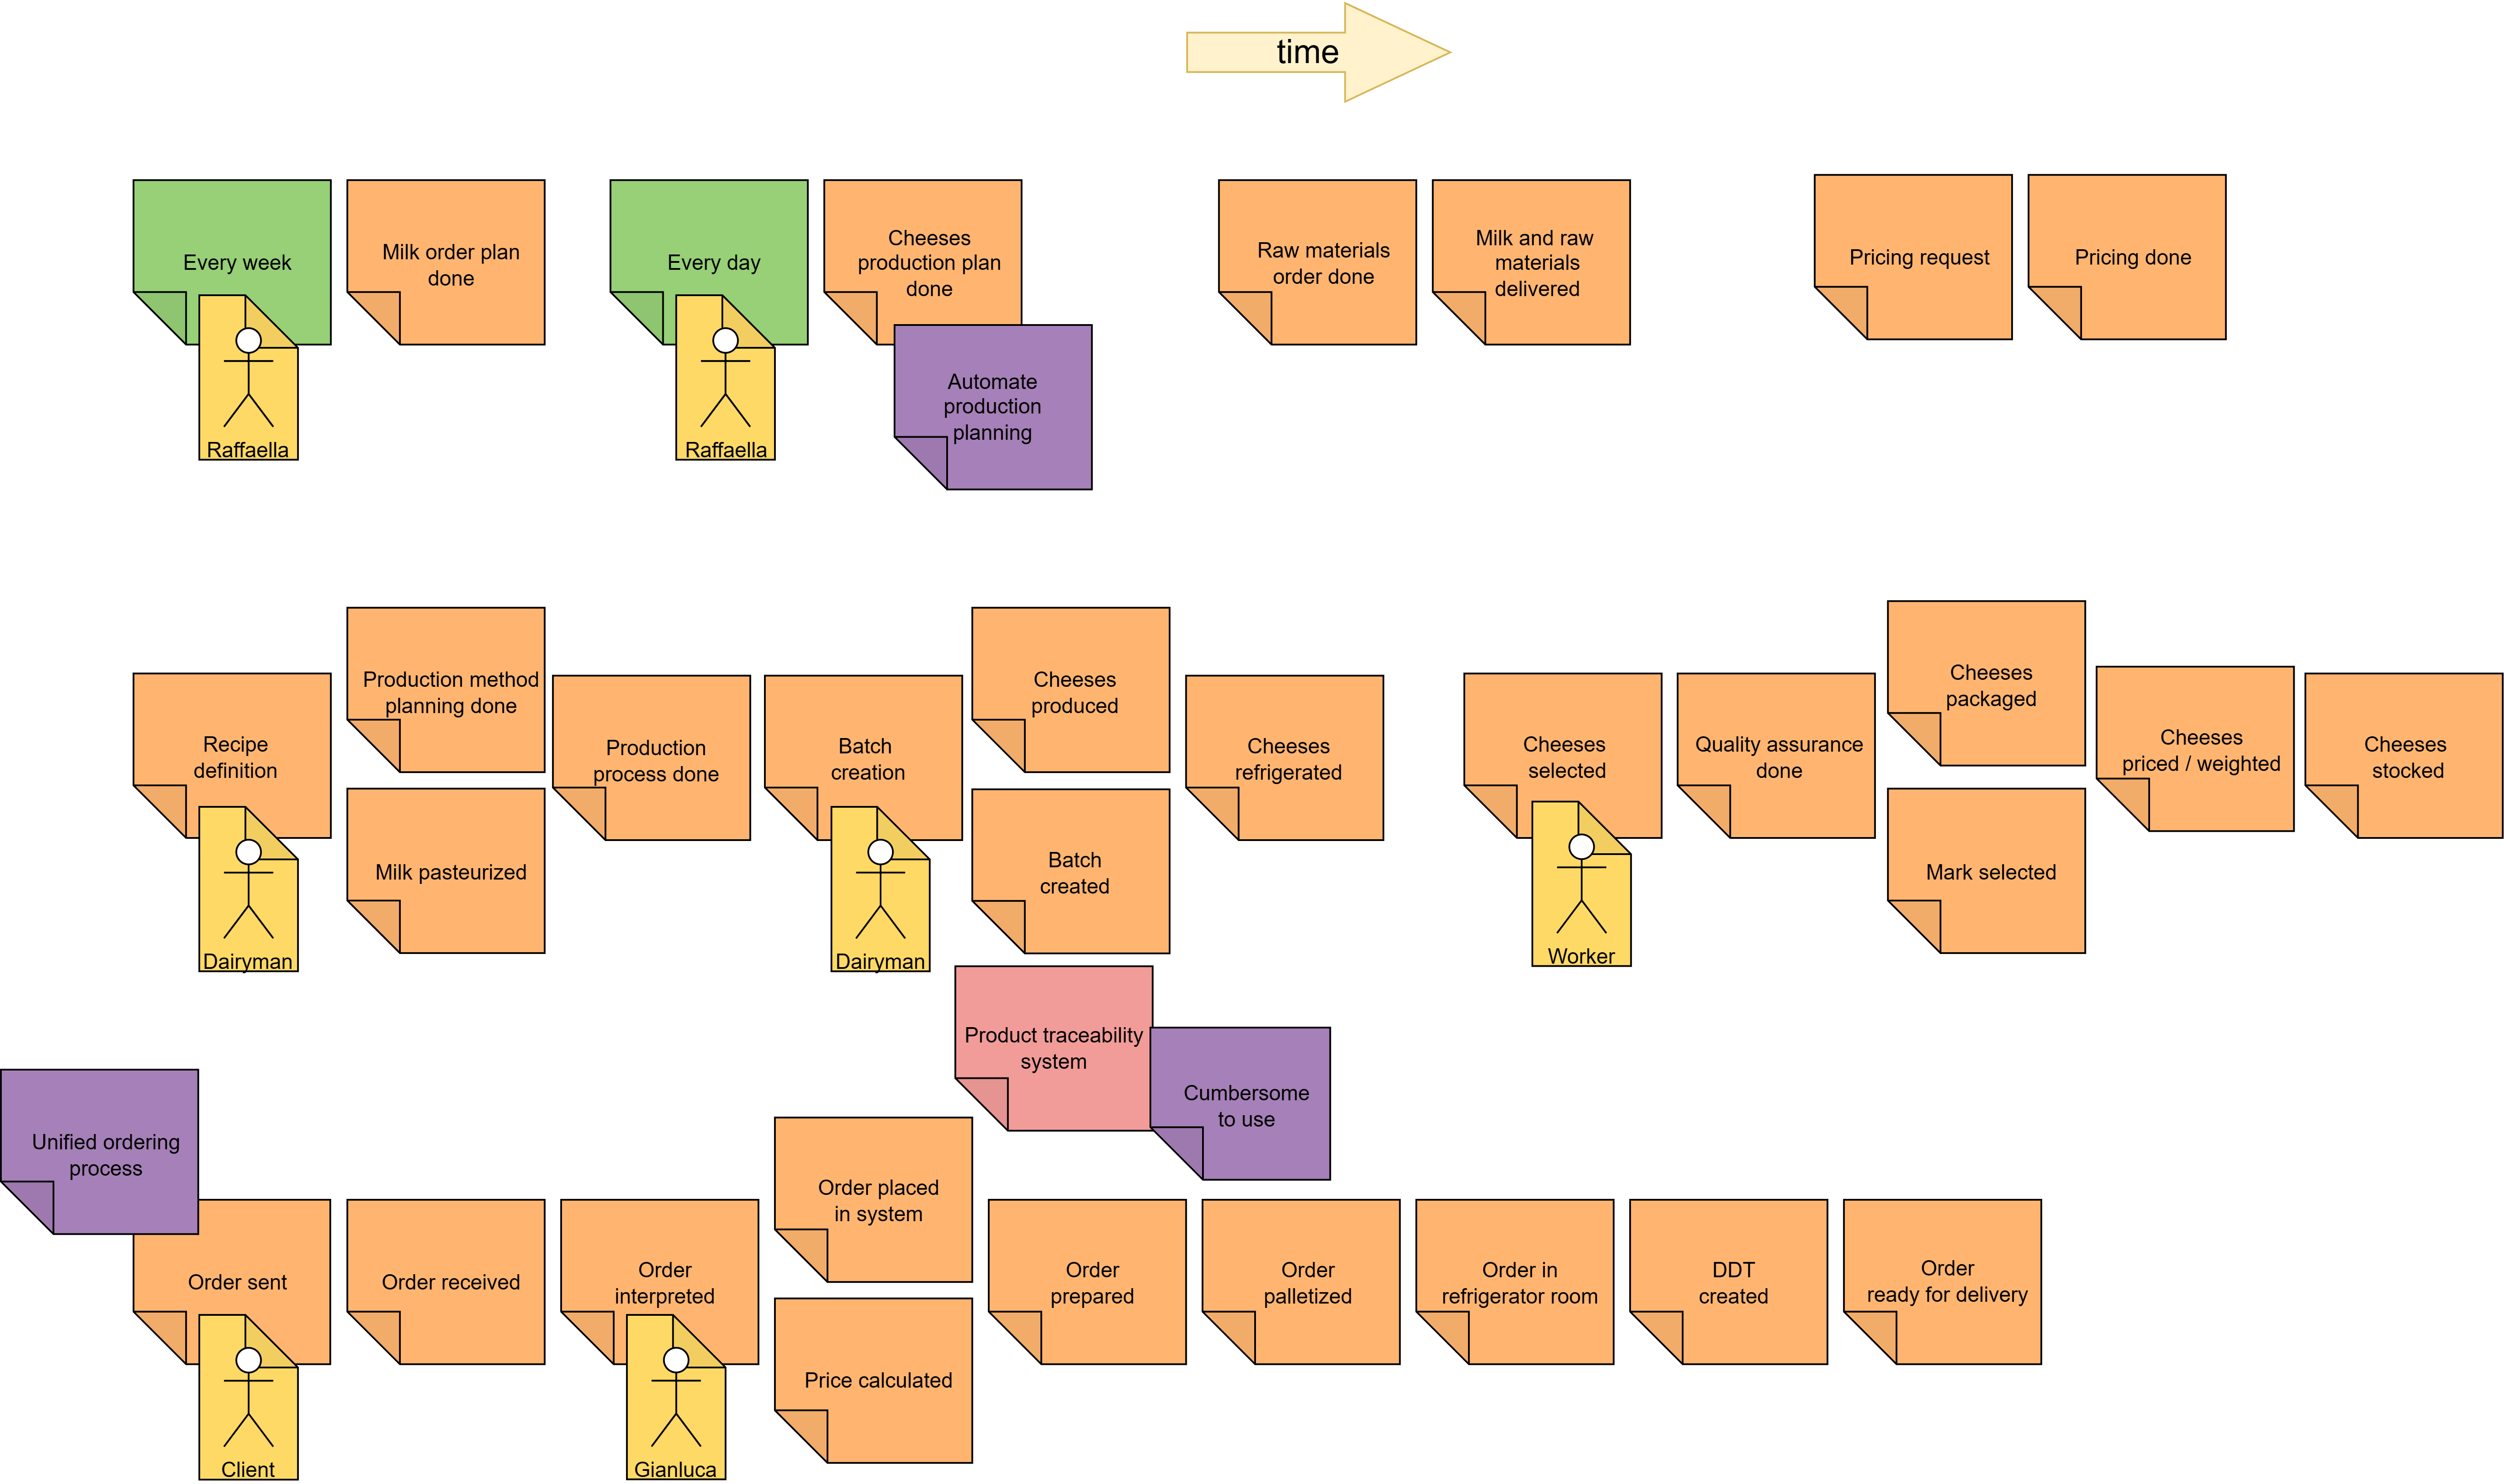 time
Every week
Raffaella
Milk order plan
done
Every day
Raffaella
Cheeses
production plan
done
Automate
production
planning
Raw materials
order done
Milk and raw
materials
delivered
Pricing request
Pricing done
Recipe
definition
Dairyman
Production method
planning done
Milk pasteurized
Production
process done
Batch
creation
Dairyman
Cheeses
produced
Batch
created
Product traceability
system
Cumbersome
to use
Cheeses
refrigerated
Cheeses
selected
Worker
Quality assurance
done
Cheeses
packaged
Mark selected
Cheeses
priced / weighted
Cheeses
stocked
Unified ordering
process
Order sent
Client
Order received
Order
interpreted
Gianluca
Order placed
in system
Price calculated
Order
prepared
Order
palletized
Order in
refrigerator room
DDT
created
Order
ready for delivery